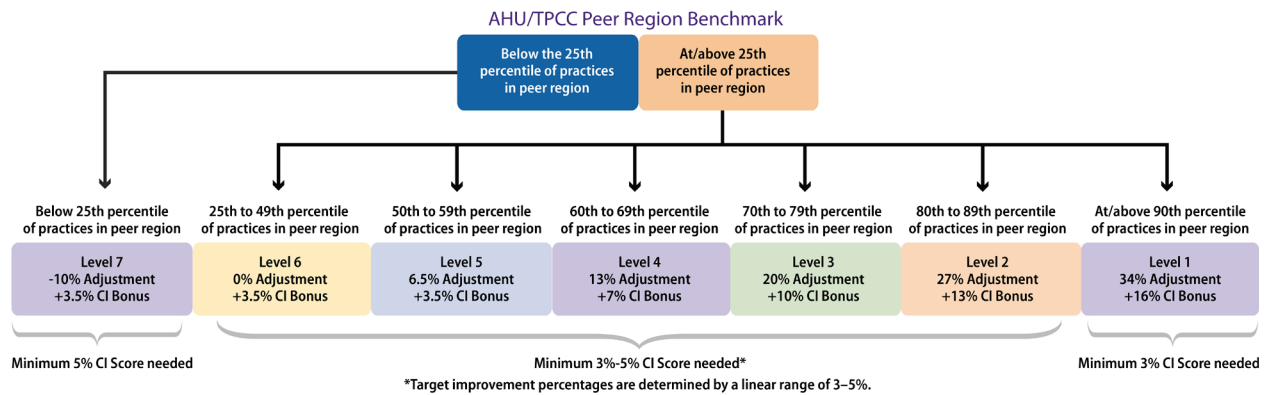 AHU/TPCC Peer Region Benchmark
Below the 25th
percentile of practices
in peer region
At/above 25th
percentile of practices
in peer region
Below 25th percentile
of practices in peer region
Level 7
-10% Adjustment
+3.5% CI Bonus
25th to 49th percentile
of practices in peer region
Level 6
0% Adjustment
+3.5% CI Bonus
50th to 59th percentile
of practices in peer region
Level 5
6.5% Adjustment
+3.5% CI Bonus
60th to 69th percentile
of practices in peer region
Level 4
13% Adjustment
+7% CI Bonus
70th to 79th percentile
of practices in peer region
Level 3
20% Adjustment
+10% CI Bonus
80th to 89th percentile
of practices in peer region
Level 2
27% Adjustment
+13% CI Bonus
At/above 90th percentile
of practices in peer region
Level 1
34% Adjustment
+16% CI Bonus
Minimum 5% CI Score needed
Minimum 3%-5% CI Score needed*
Minimum 3% CI Score needed
*Target improvement percentages are determined by a linear range of 3–5%.